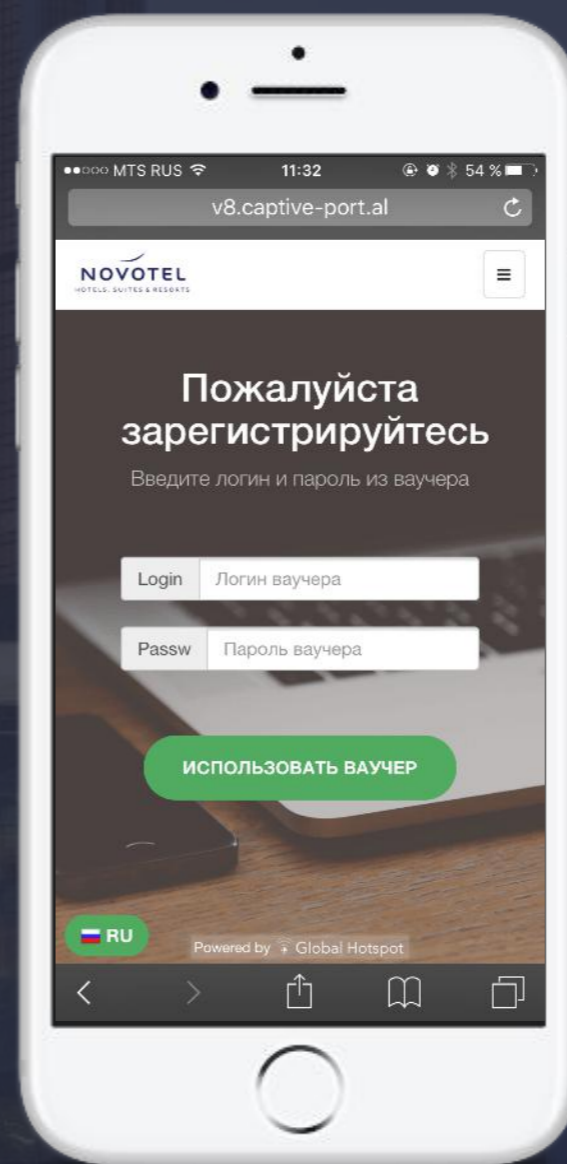 MTS RUS 11:32 54 %
v8.captive-port.al
NOVOTEL
HOTELS, SUITES & RESORTS
Пожалуйста
зарегистрируйтесь
Введите логин и пароль из ваучера
Login Логин ваучера
Passw Пароль ваучера
ИСПОЛЬЗОВАТЬ ВАУЧЕР
RU
Powered by Global Hotspot